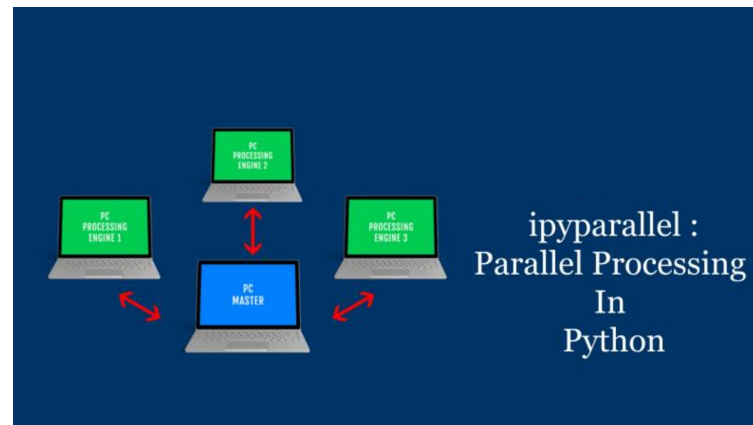 PC
PROCESSING
ENGINE 2
PC
PROCESSING
ENGINE 1
PC
PROCESSING
ENGINE 3
PC
MASTER
ipyparallel :
Parallel Processing
In
Python